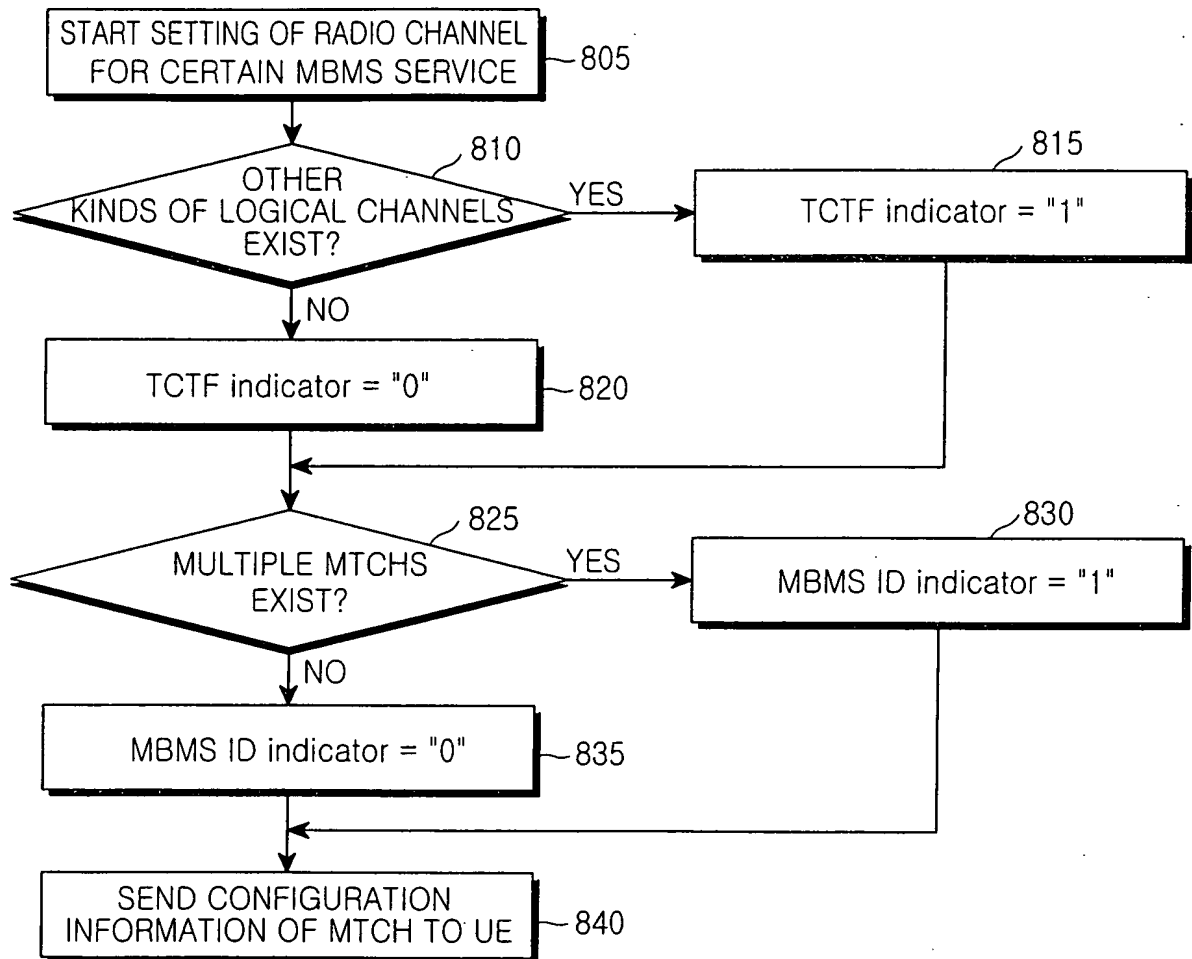 START SETTING OF RADIO CHANNEL
FOR CERTAIN MBMS SERVICE
805
810
OTHER
KINDS OF LOGICAL CHANNELS
EXIST?
YES
815
TCTF indicator = "1"
NO
TCTF indicator = "0"
820
825
MULTIPLE MTCHS
EXIST?
YES
830
MBMS ID indicator = "1"
NO
MBMS ID indicator = "0"
835
SEND CONFIGURATION
INFORMATION OF MTCH TO UE
840